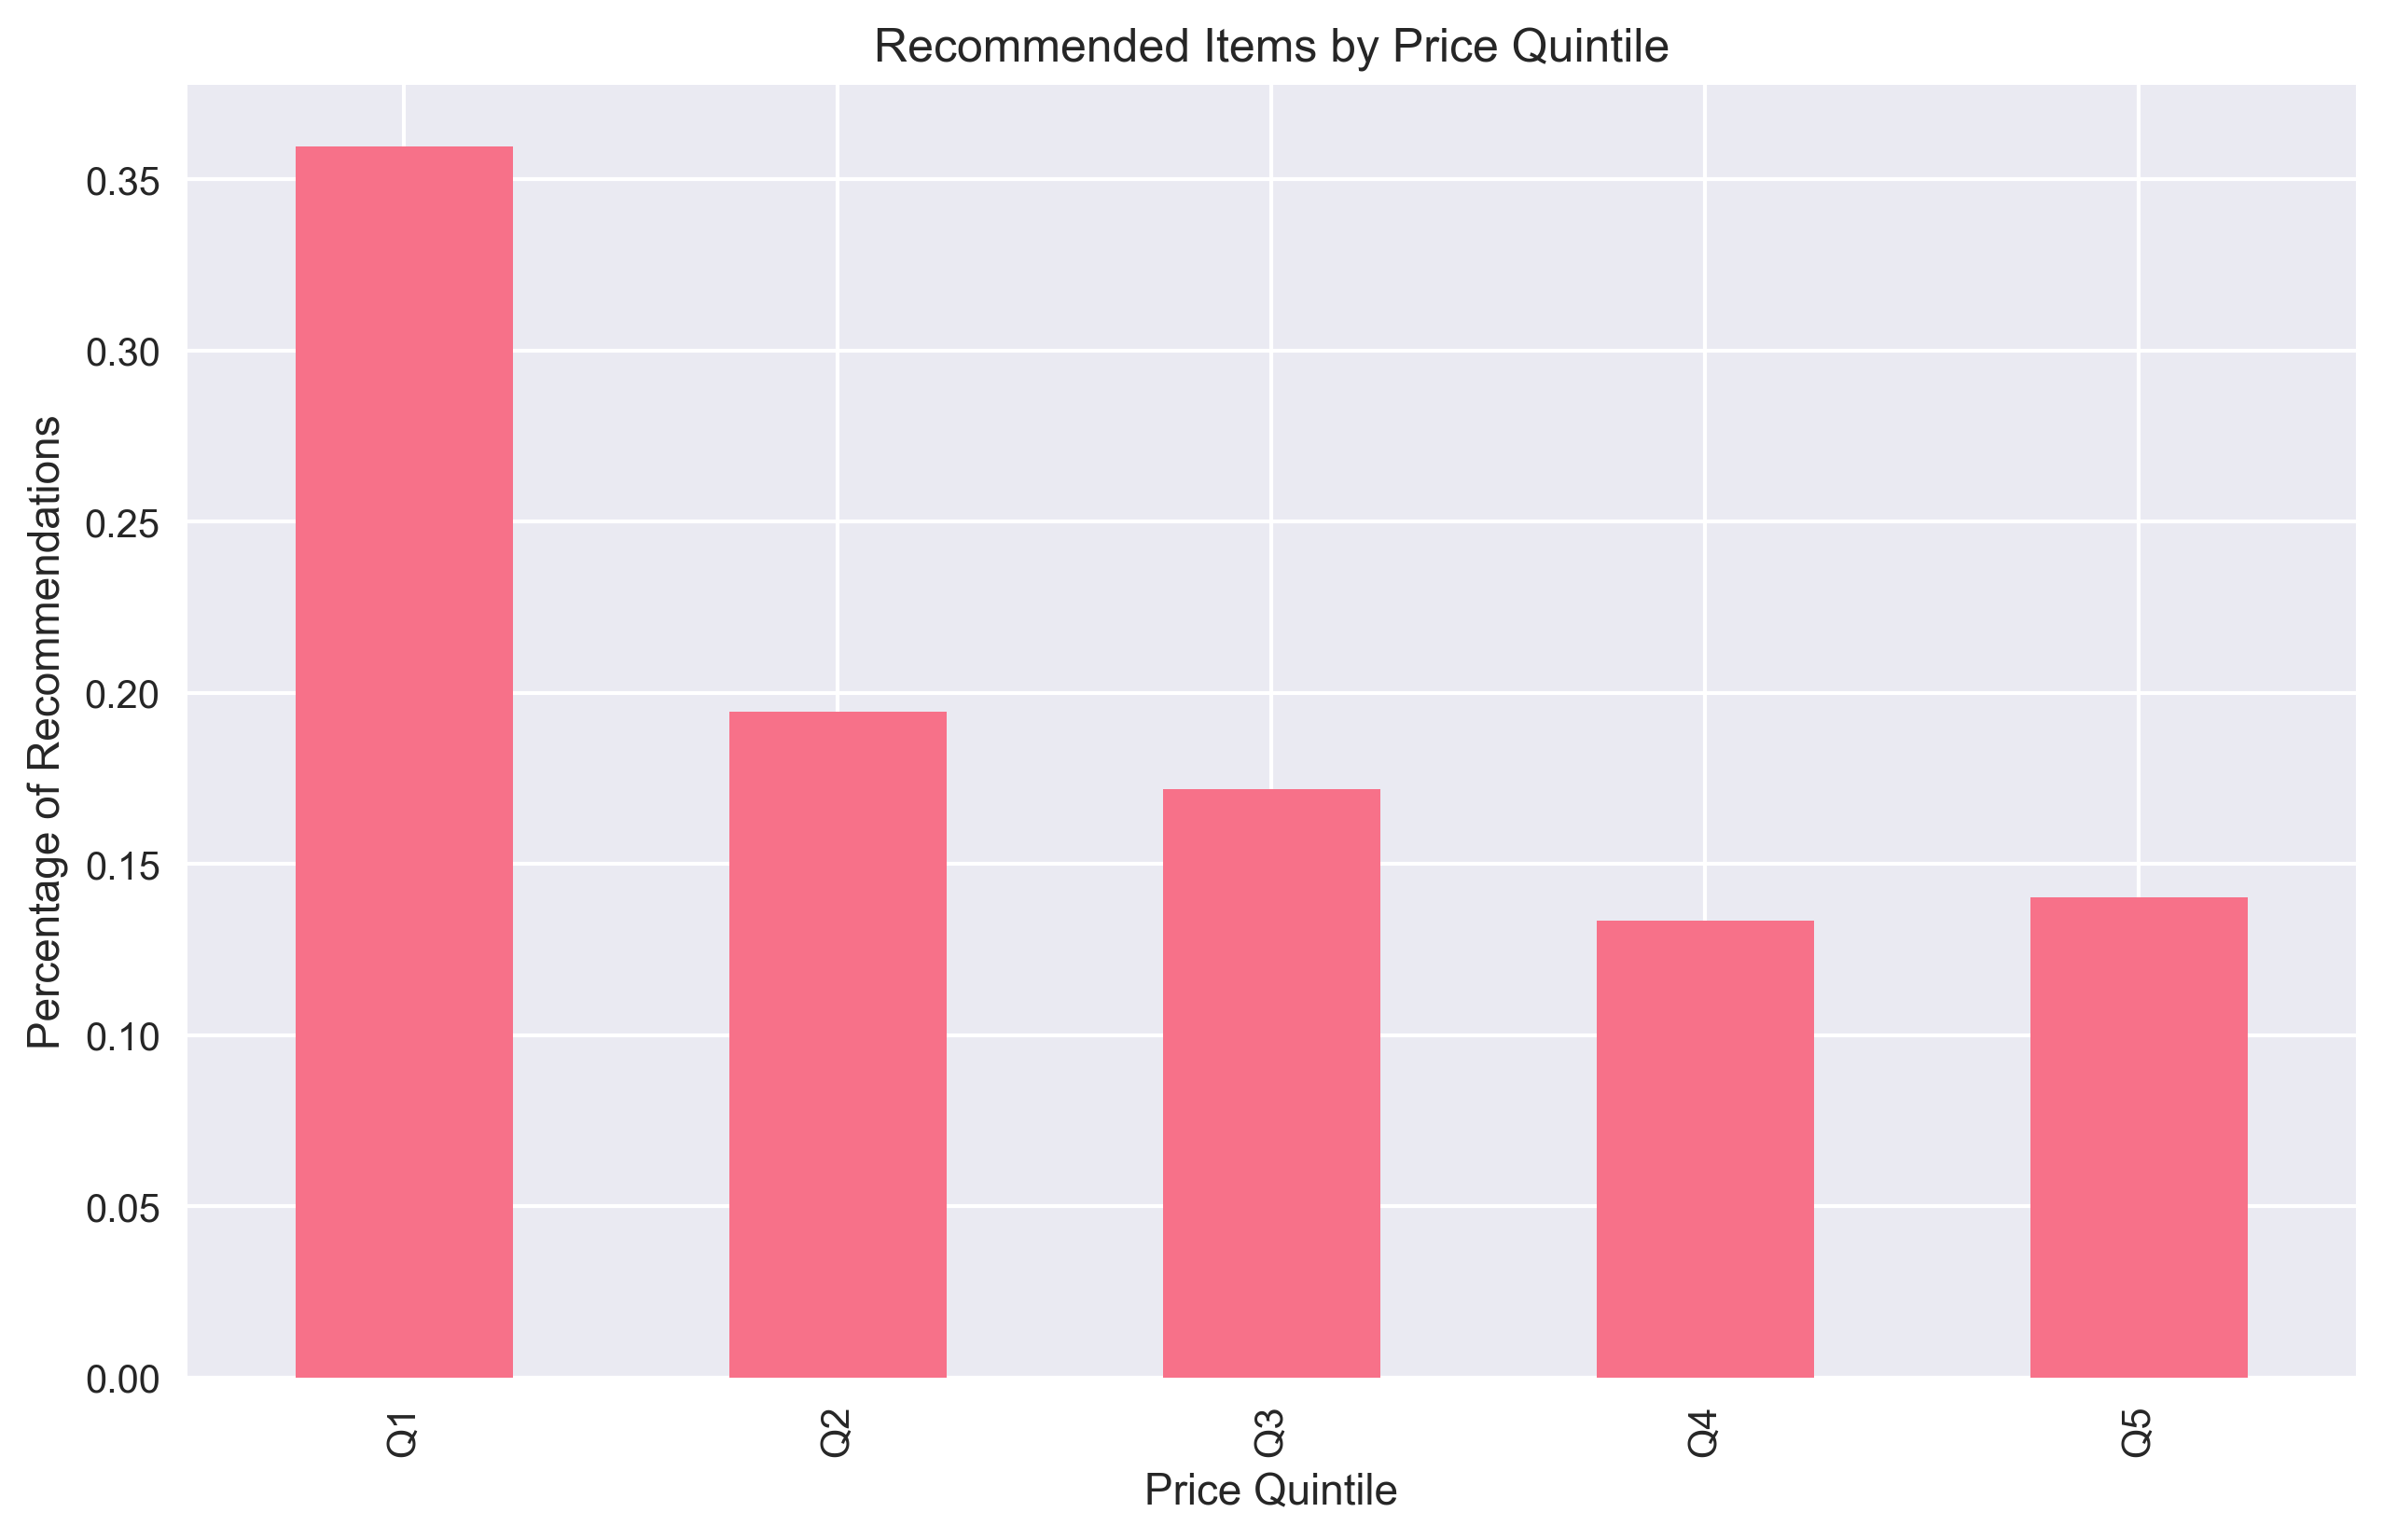 Recommended Items by Price Quintile
Percentage of Recommendations
0.35
0.30
0.25
0.20
0.15
0.10
0.05
0.00
Q1 Q2 Q3 Q4 Q5
Price Quintile